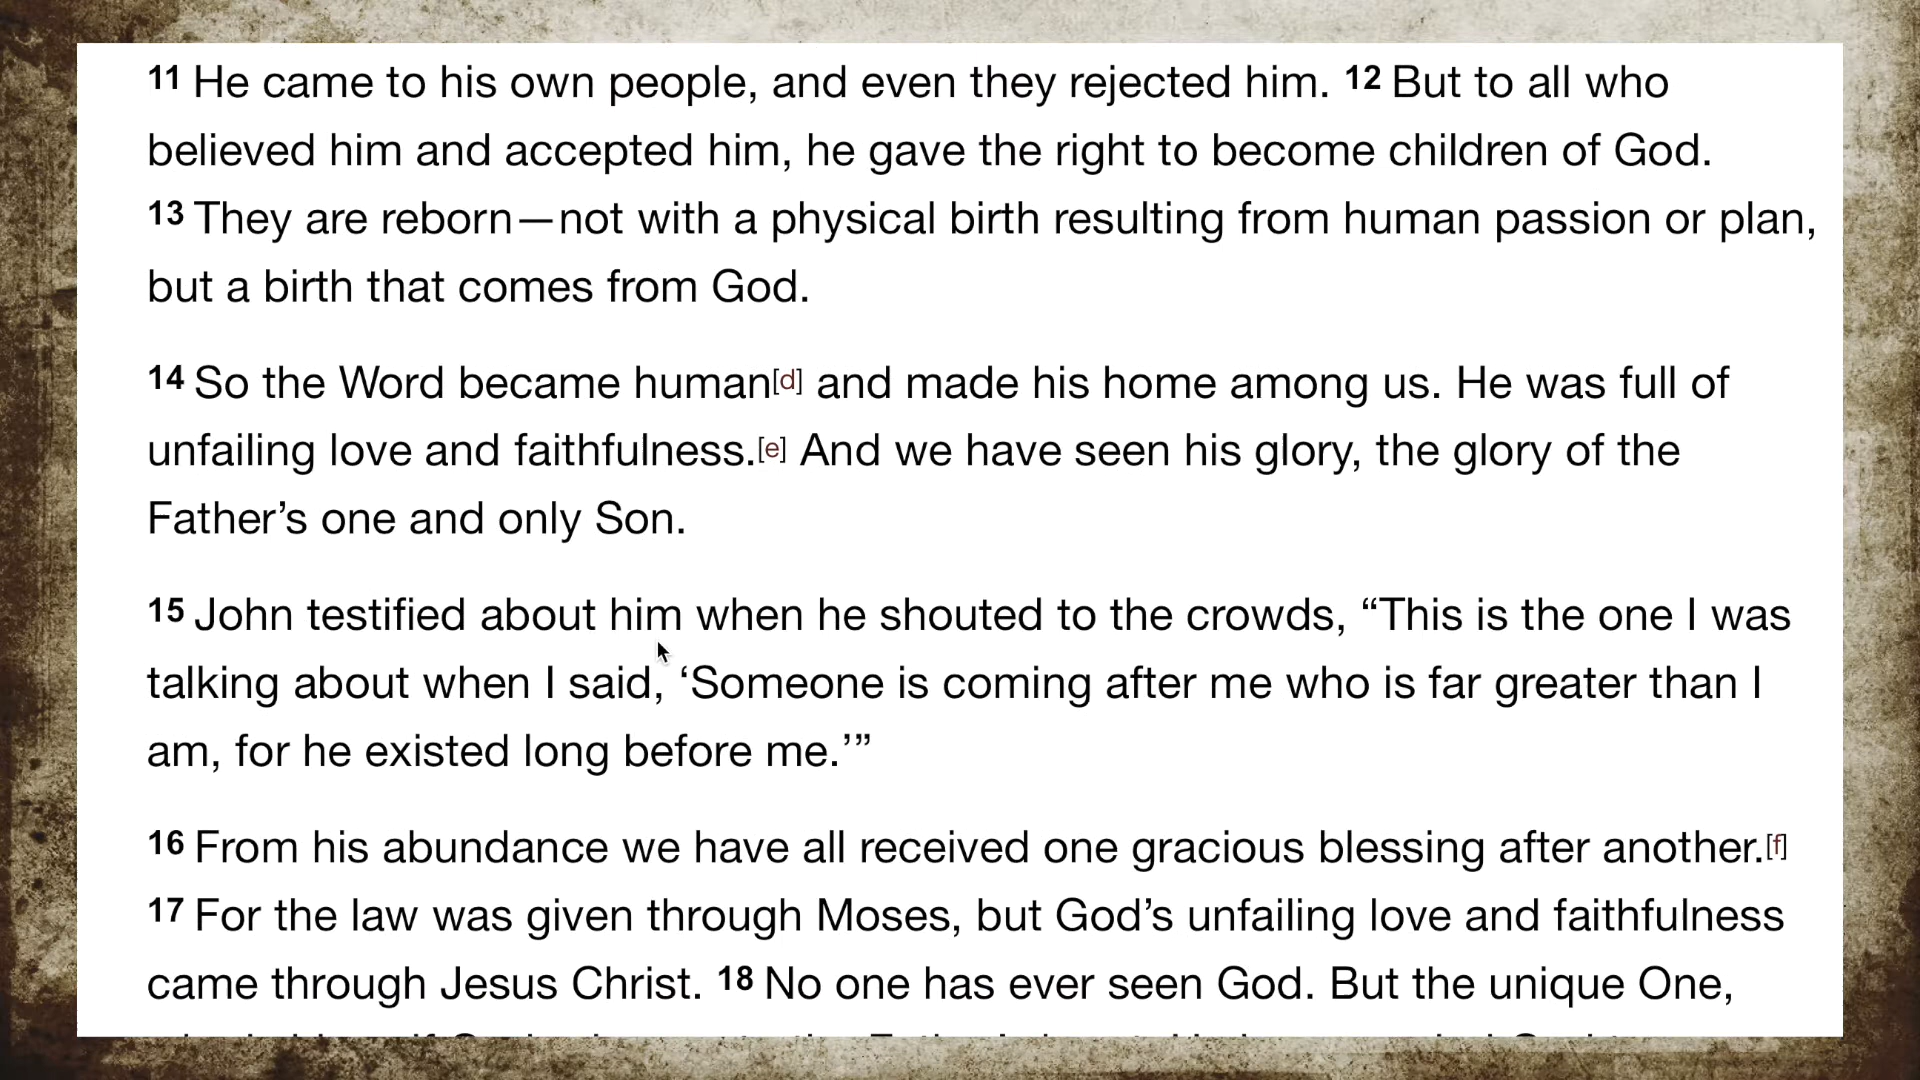 11 He came to his own people, and even they rejected him. 12 But to all who
believed him and accepted him, he gave the right to become children of God.
13 They are reborn—not with a physical birth resulting from human passion or plan,
but a birth that comes from God.
14 So the Word became human[d] and made his home among us. He was full of
unfailing love and faithfulness.[e] And we have seen his glory, the glory of the
Father’s one and only Son.
15 John testified about him when he shouted to the crowds, “This is the one I was
talking about when I said, ‘Someone is coming after me who is far greater than I
am, for he existed long before me.’”
16 From his abundance we have all received one gracious blessing after another.[f]
17 For the law was given through Moses, but God’s unfailing love and faithfulness
came through Jesus Christ. 18 No one has ever seen God. But the unique One,